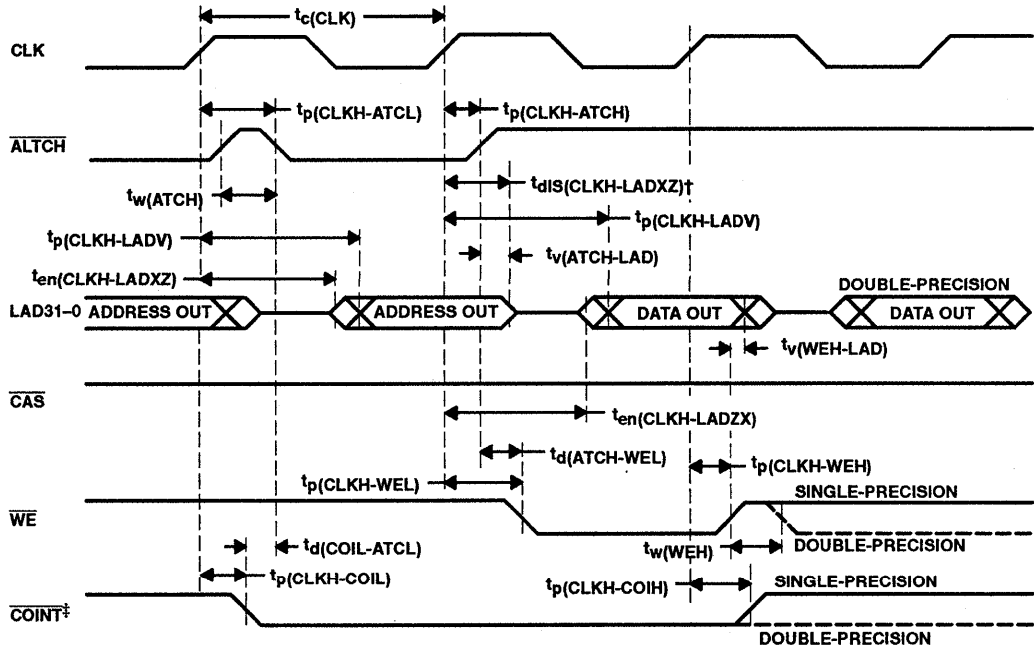 tc(CLK)
CLK
tp(CLKH-ATCL)
tp(CLKH-ATCH)
ALTCH
tdIS(CLKH-LADXZ)†
tw(ATCH)
tp(CLKH-LADV)
tp(CLKH-LADV)
tv(ATCH-LAD)
ten(CLKH-LADXZ)
DOUBLE-PRECISION
LAD31–0 ADDRESS OUT ADDRESS OUT DATA OUT DATA OUT
tv(WEH-LAD)
CAS
ten(CLKH-LADZX)
td(ATCH-WEL)
tp(CLKH-WEH)
tp(CLKH-WEL)
SINGLE-PRECISION
WE
td(COIL-ATCL)
tw(WEH)
DOUBLE-PRECISION
tp(CLKH-COIL)
tp(CLKH-COIH)
SINGLE-PRECISION
COINT‡
DOUBLE-PRECISION